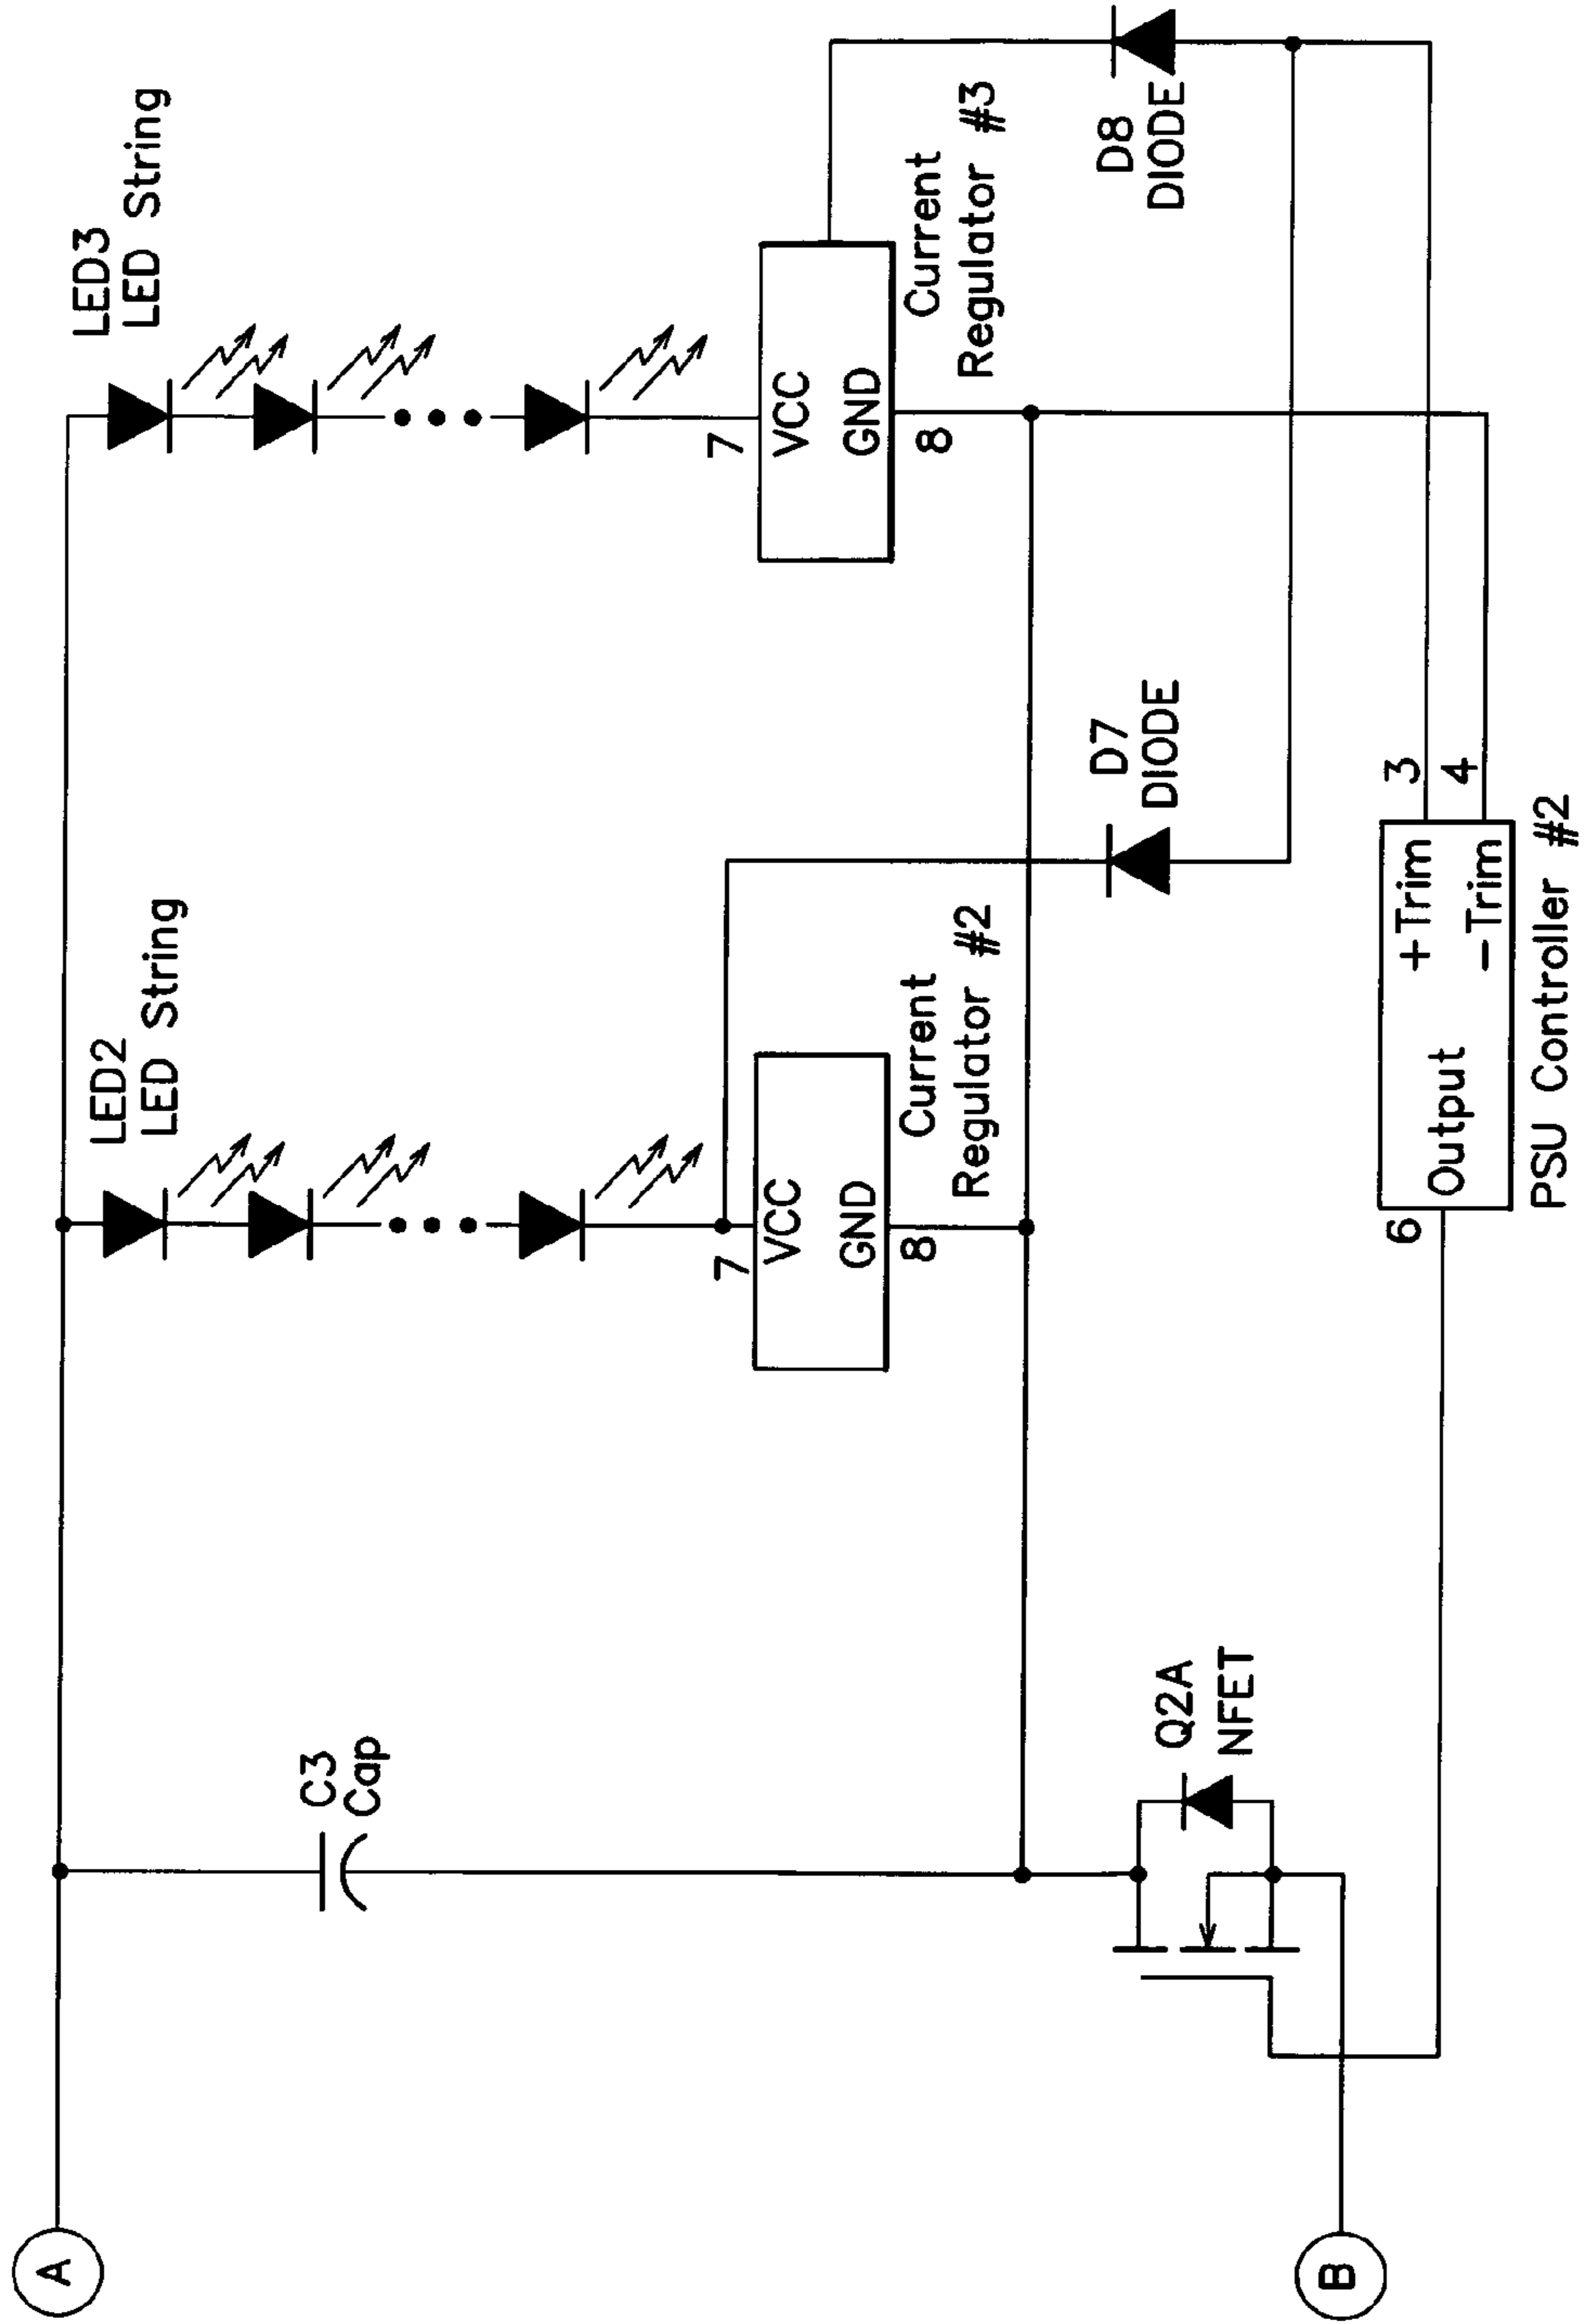 A
C3
Cap
LED2
LED String
LED3
LED String
7
VCC
GND
8
Current
Regulator #2
7
VCC
GND
8
Current
Regulator #3
Q2A
NFET
D7
DIODE
D8
DIODE
B
6
Output
+Trim
3
-Trim
4
PSU Controller #2